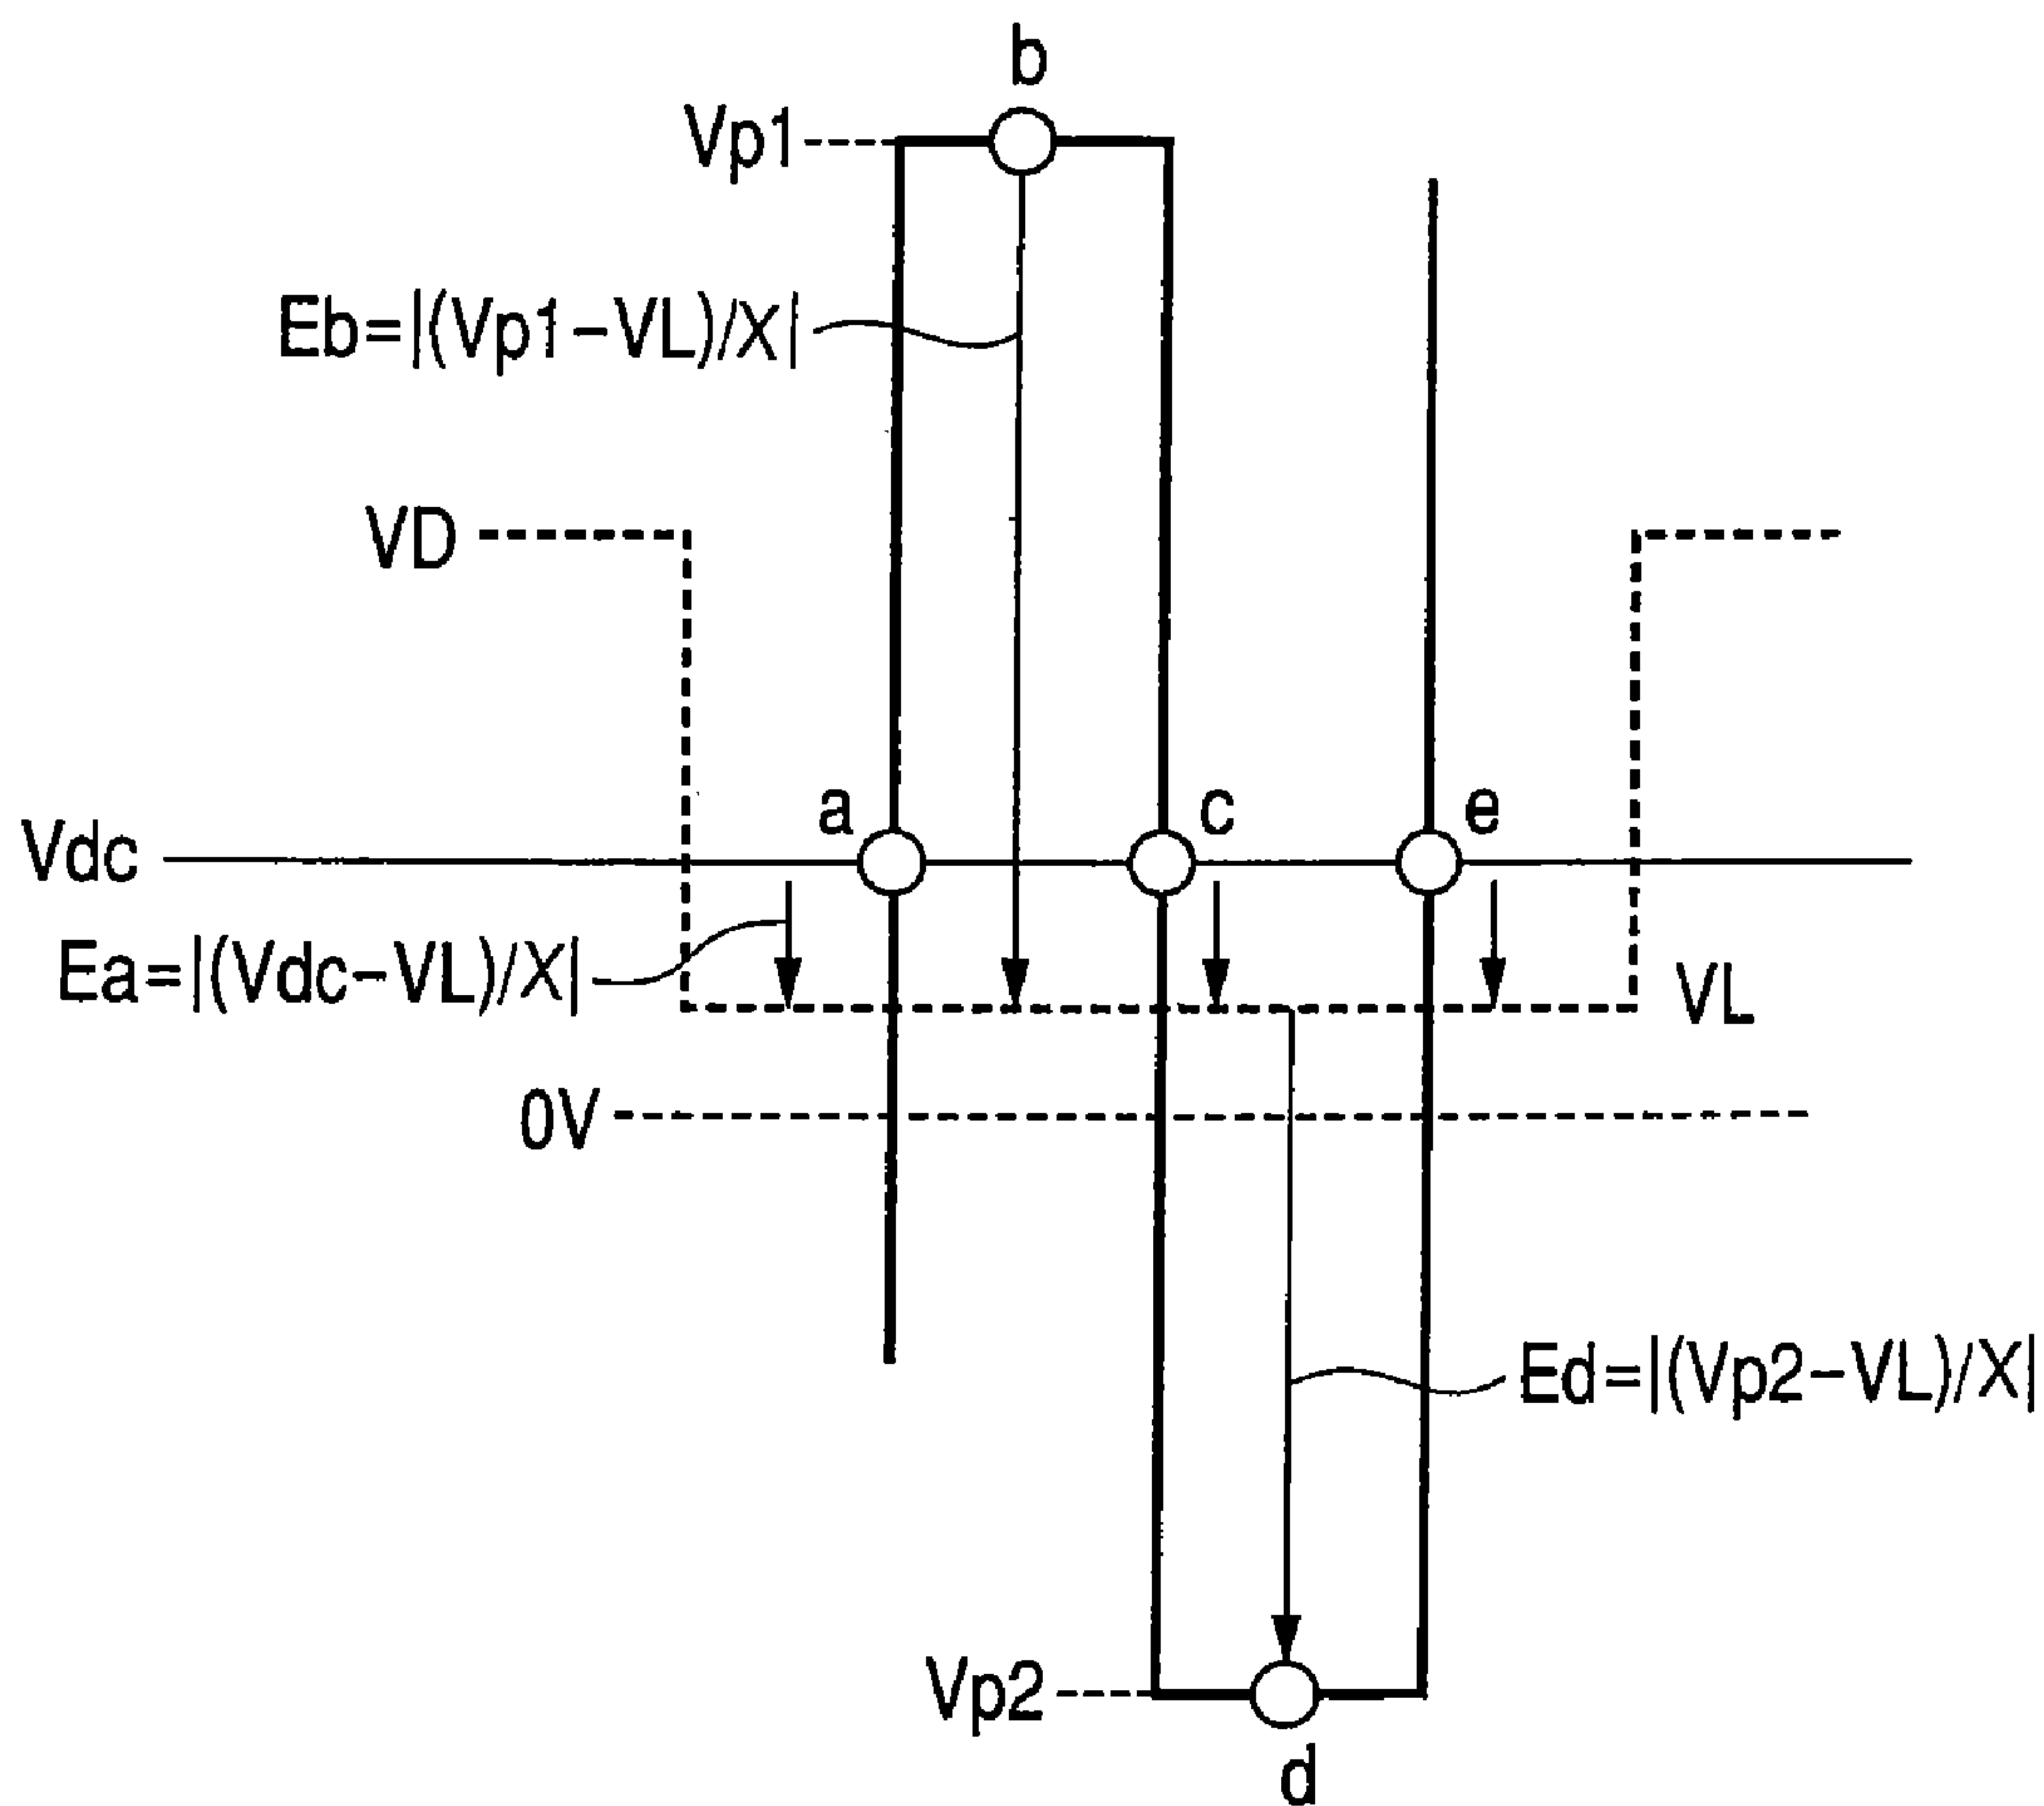 b
Vp1
Eb=|(Vp1-VL)/X|
VD
a
c
e
Vdc
Ea=|(Vdc-VL)/X|
VL
0V
Ed=|(Vp2-VL)/X|
Vp2
d